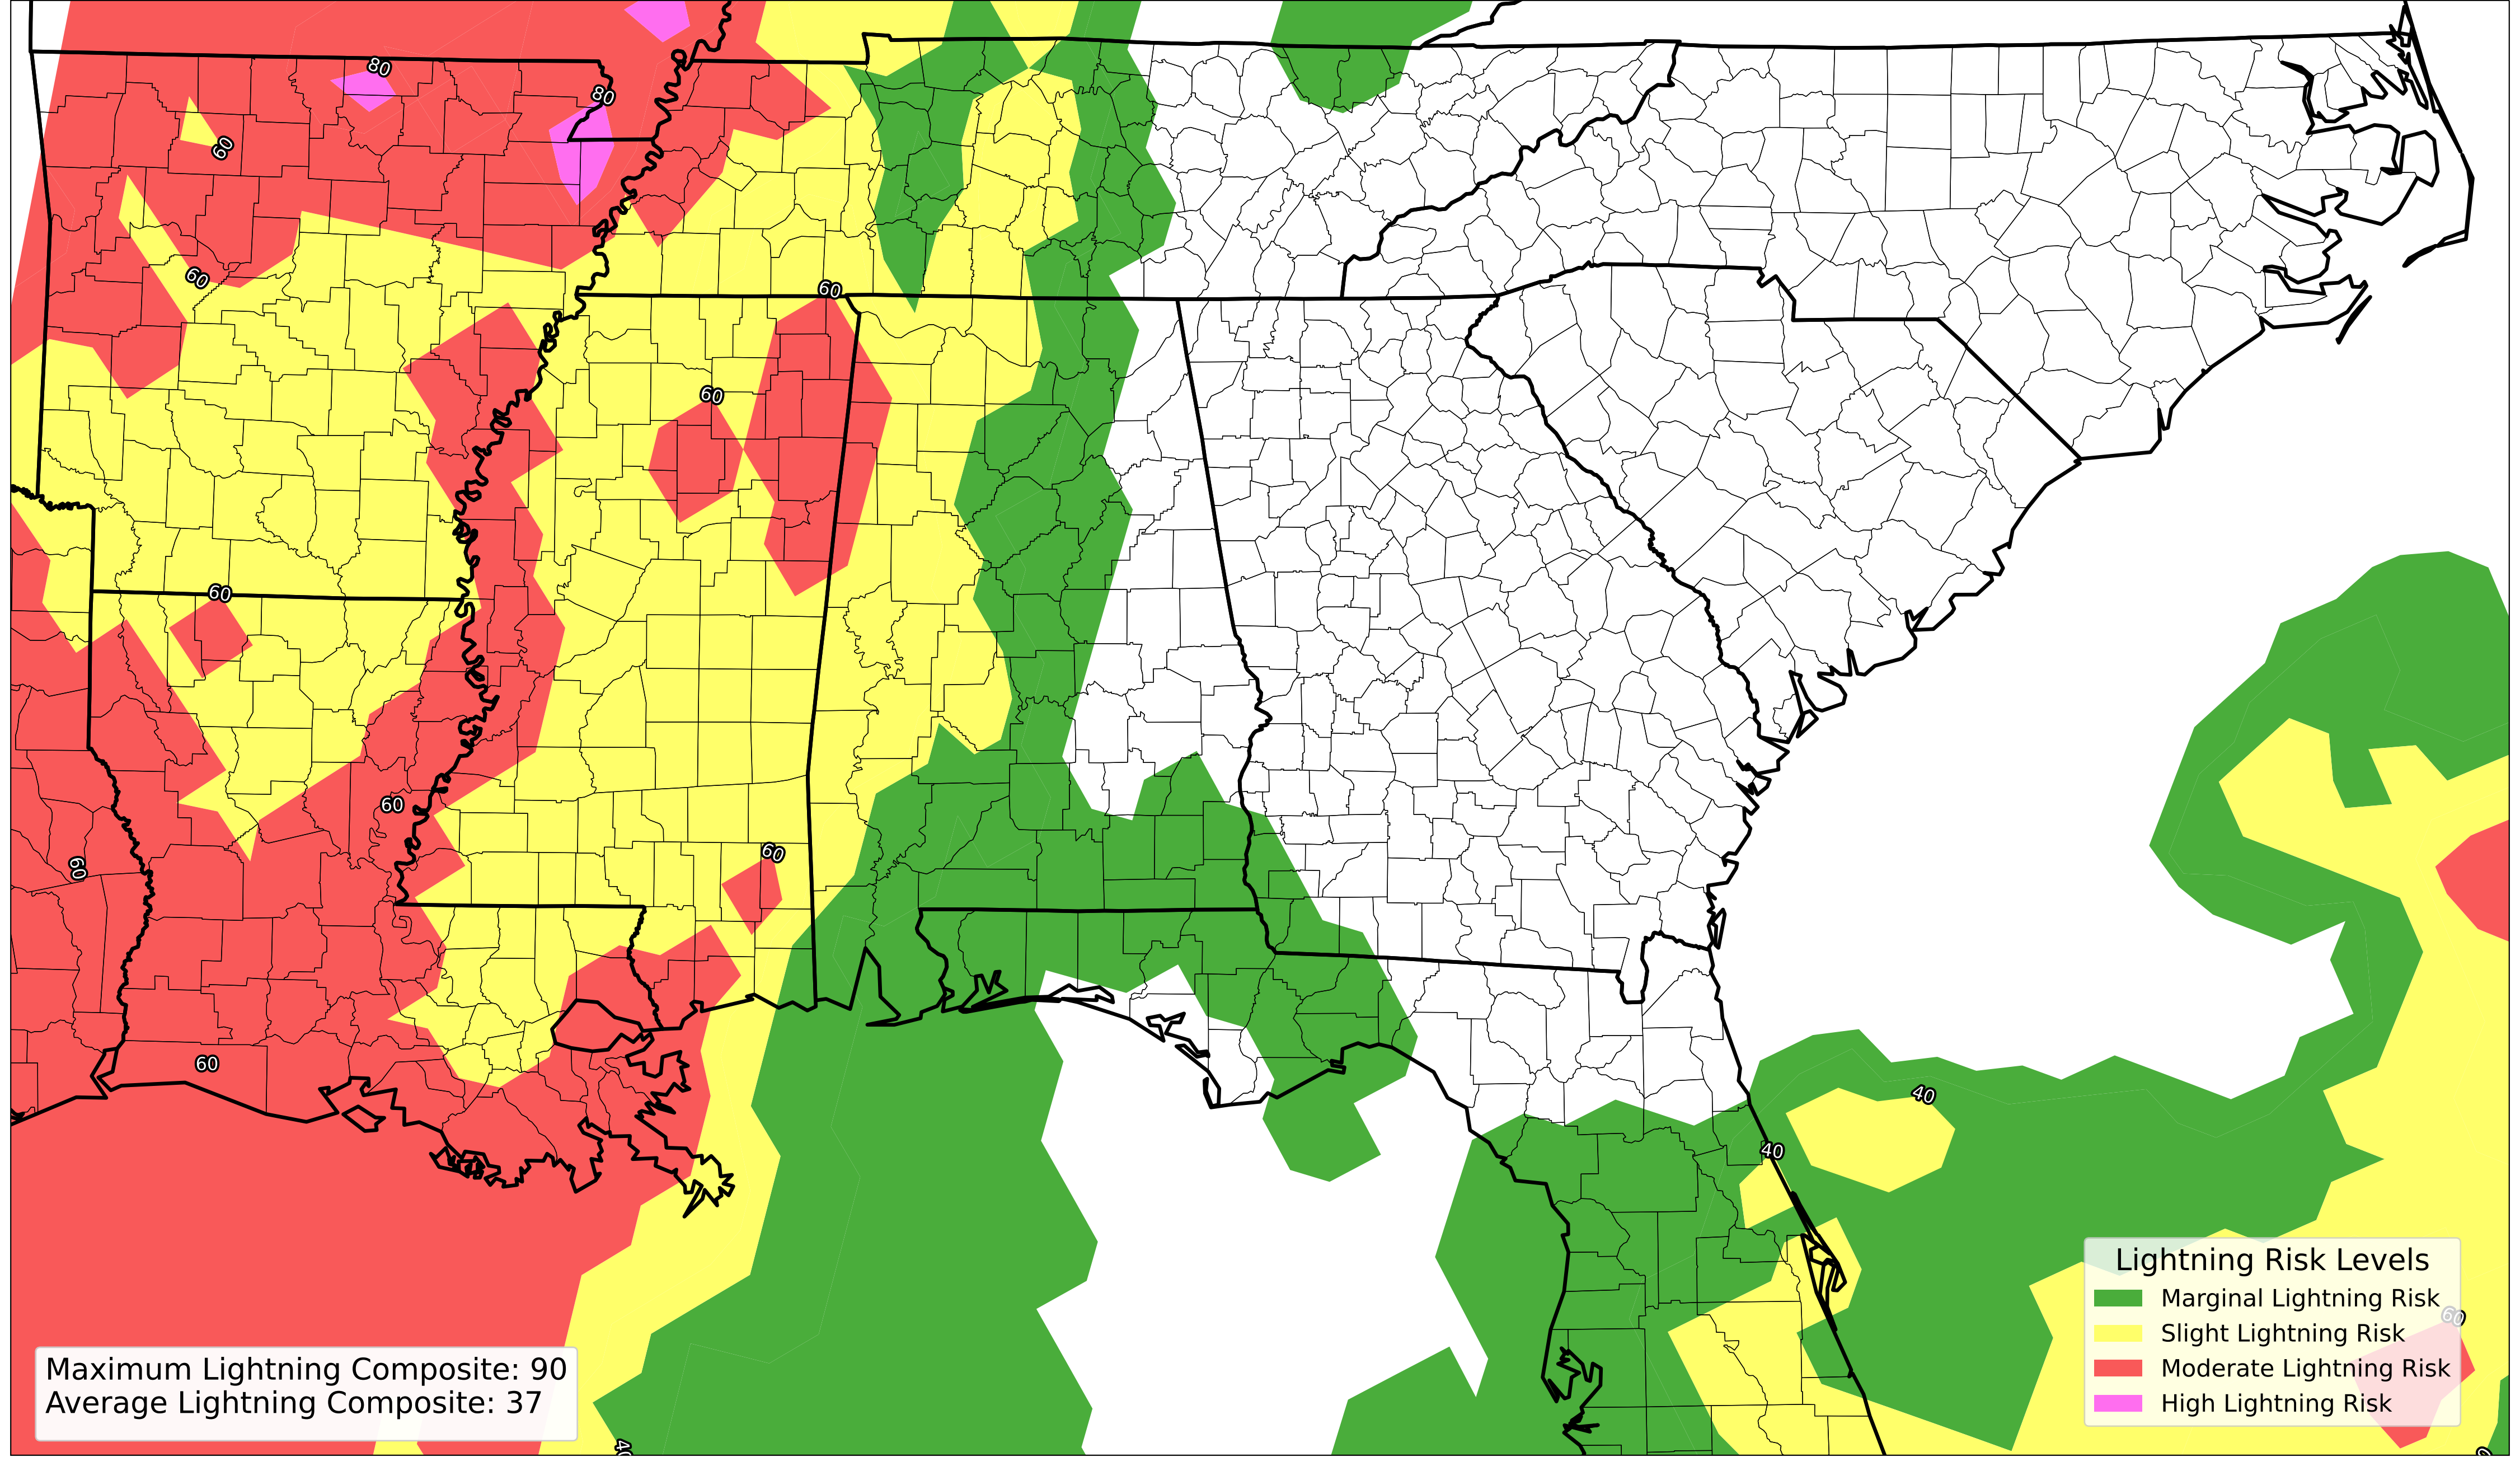 80
80
60
60
60
60
60
60
60
60
60
40
40
Lightning Risk Levels
Marginal Lightning Risk
60
Slight Lightning Risk
Moderate Lightning Risk
High Lightning Risk
Maximum Lightning Composite: 90
Average Lightning Composite: 37
40